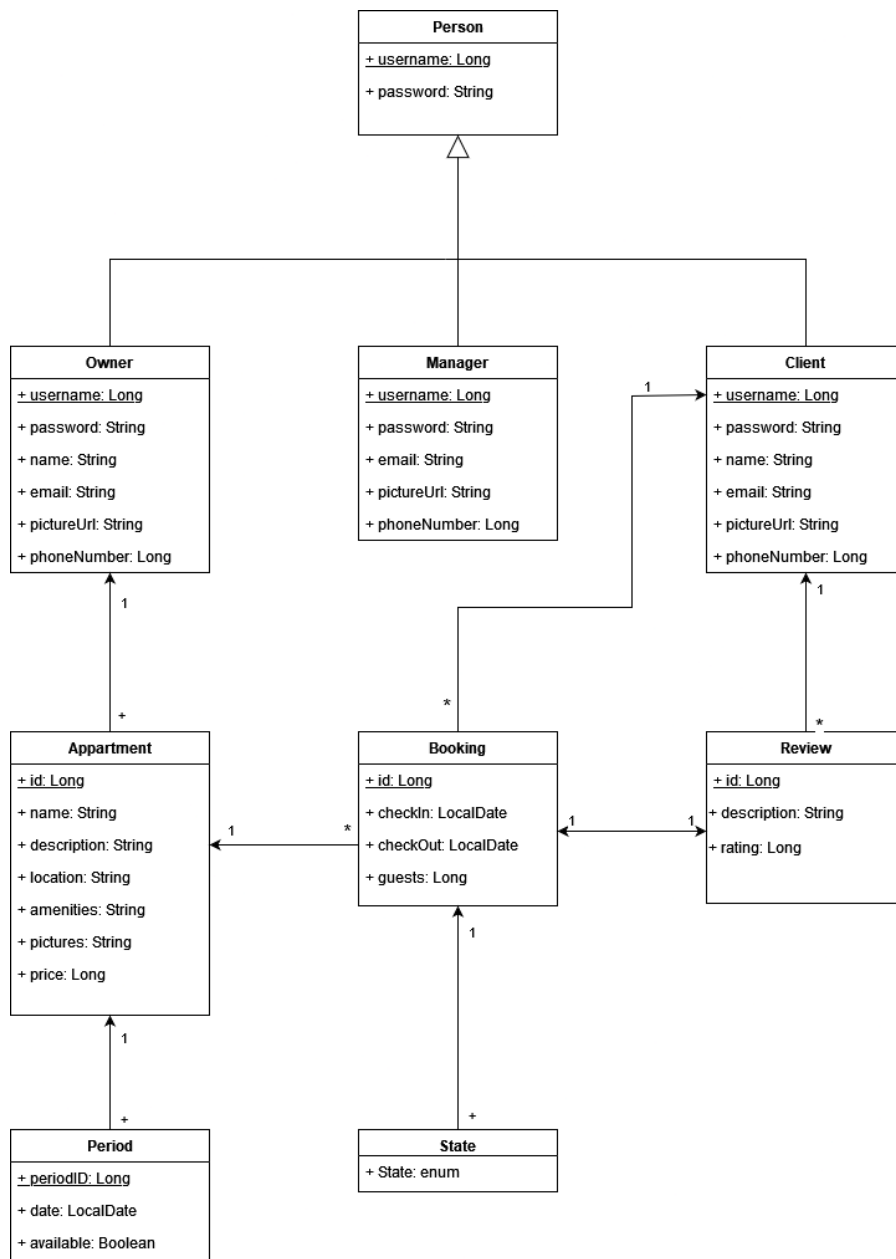 Person
+ username: Long
+ password: String
Owner
+ username: Long
+ password: String
+ name: String
+ email: String
+ pictureUrl: String
+ phoneNumber: Long
Manager
+ username: Long
+ password: String
+ email: String
+ pictureUrl: String
+ phoneNumber: Long
Client
+ username: Long
+ password: String
+ name: String
+ email: String
+ pictureUrl: String
+ phoneNumber: Long
1
1
1
+
*
*
Appartment
+ id: Long
+ name: String
+ description: String
+ location: String
+ amenities: String
+ pictures: String
+ price: Long
1
*
Booking
+ id: Long
+ checkIn: LocalDate
+ checkOut: LocalDate
+ guests: Long
1
1
Review
+ id: Long
+ description: String
+ rating: Long
1
1
+
+
Period
+ periodID: Long
+ date: LocalDate
+ available: Boolean
State
+ State: enum